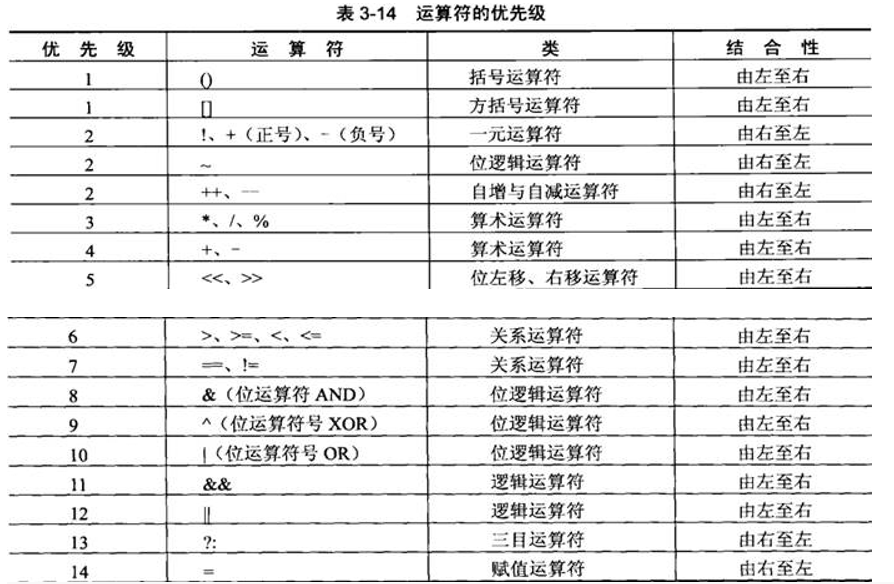 表 3-14 运算符的优先级
优 先 级 运 算 符 类 结 合 性
1 () 括号运算符 由左至右
1 [] 方括号运算符 由左至右
2 !、+（正号）、-（负号） 一元运算符 由右至左
2 ~ 位逻辑运算符 由右至左
2 ++、-- 自增与自减运算符 由右至左
3 *、/、% 算术运算符 由左至右
4 +、- 算术运算符 由左至右
5 <<、>> 位左移、右移运算符 由左至右
6 >、>=、<、<= 关系运算符 由左至右
7 ==、!= 关系运算符 由左至右
8 &（位运算符 AND） 位逻辑运算符 由左至右
9 ^（位运算符号 XOR） 位逻辑运算符 由左至右
10 |（位运算符号 OR） 位逻辑运算符 由左至右
11 && 逻辑运算符 由左至右
12 || 逻辑运算符 由左至右
13 ?: 三目运算符 由右至左
14 = 赋值运算符 由右至左